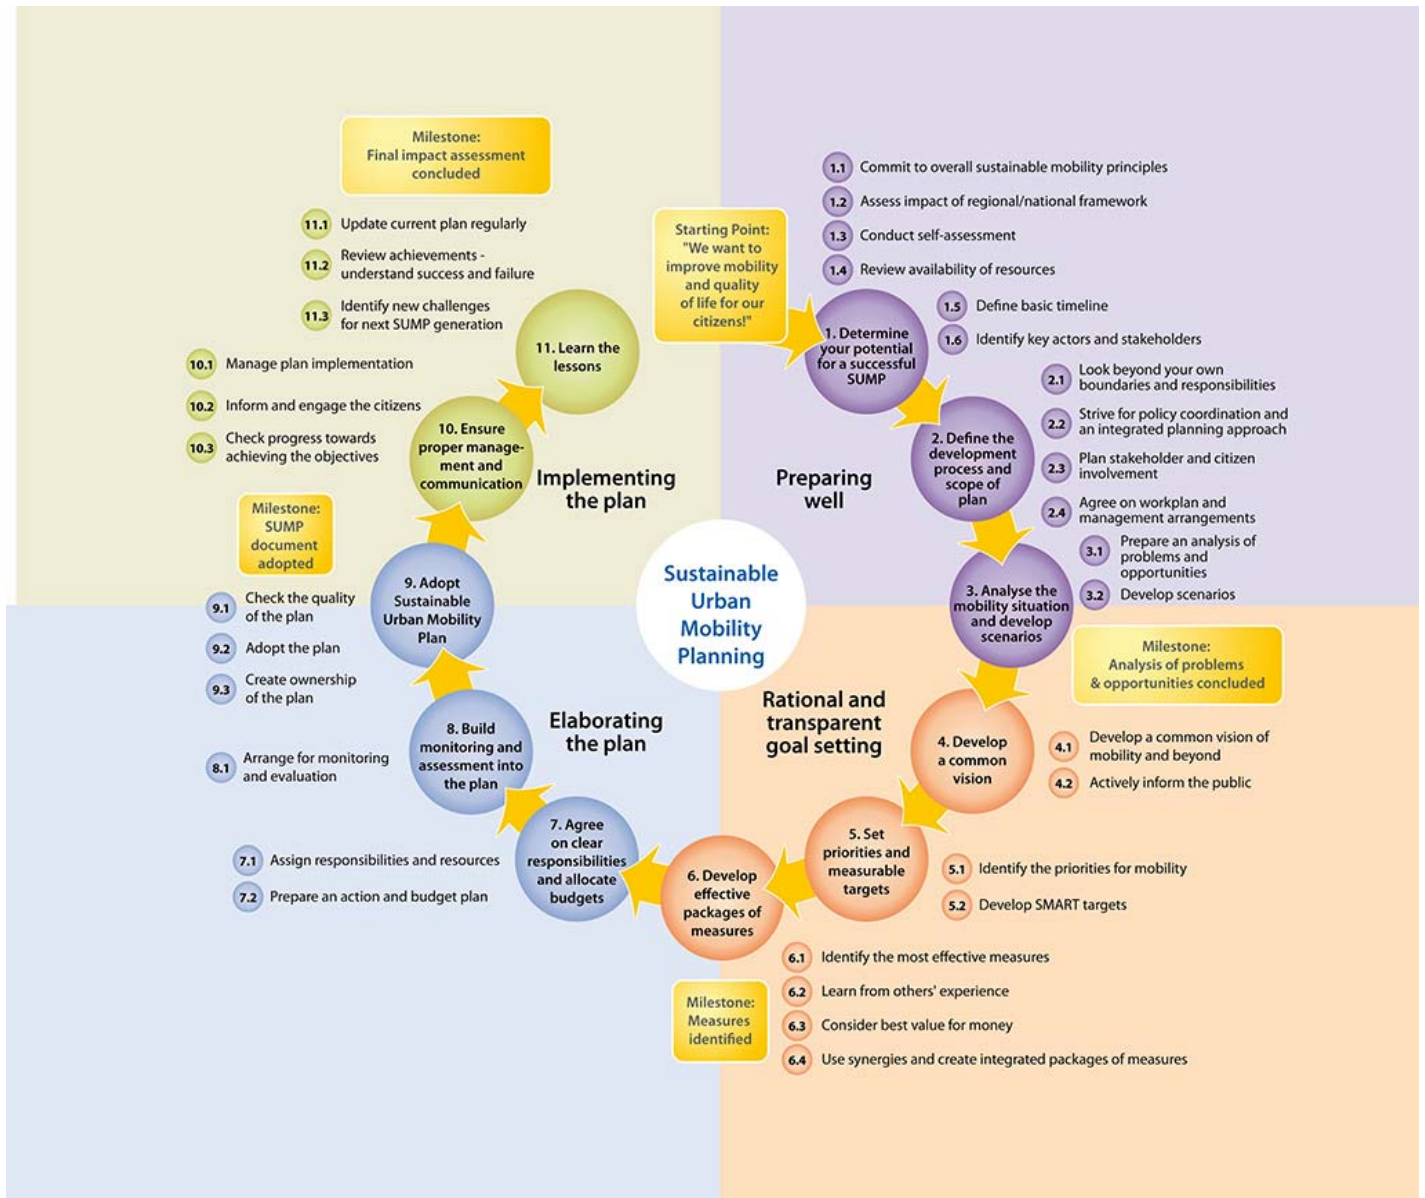 Sustainable
Urban
Mobility
Planning
Starting Point:
"We want to
improve mobility
and quality
of life for our
citizens!"
Preparing
well
1. Determine
your potential
for a successful
SUMP
1.1 Commit to overall sustainable mobility principles
1.2 Assess impact of regional/national framework
1.3 Conduct self-assessment
1.4 Review availability of resources
1.5 Define basic timeline
1.6 Identify key actors and stakeholders
2. Define the
development
process and
scope of
plan
2.1 Look beyond your own
boundaries and responsibilities
2.2 Strive for policy coordination and
an integrated planning approach
2.3 Plan stakeholder and citizen
involvement
2.4 Agree on workplan and
management arrangements
3. Analyse the
mobility situation
and develop
scenarios
3.1 Prepare an analysis of
problems and
opportunities
3.2 Develop scenarios
Milestone:
Analysis of problems
& opportunities concluded
Rational and
transparent
goal setting
4. Develop
a common
vision
4.1 Develop a common vision of
mobility and beyond
4.2 Actively inform the public
5. Set
priorities and
measurable
targets
5.1 Identify the priorities for mobility
5.2 Develop SMART targets
6. Develop
effective
packages of
measures
6.1 Identify the most effective measures
6.2 Learn from others' experience
6.3 Consider best value for money
6.4 Use synergies and create integrated packages of measures
Milestone:
Measures
identified
Elaborating
the plan
7. Agree
on clear
responsibilities
and allocate
budgets
7.1 Assign responsibilities and resources
7.2 Prepare an action and budget plan
8. Build
monitoring and
assessment into
the plan
8.1 Arrange for monitoring
and evaluation
9. Adopt
Sustainable
Urban Mobility
Plan
9.1 Check the quality
of the plan
9.2 Adopt the plan
9.3 Create ownership
of the plan
Milestone:
SUMP
document
adopted
Implementing
the plan
10. Ensure
proper manage-
ment and
communication
10.1 Manage plan implementation
10.2 Inform and engage the citizens
10.3 Check progress towards
achieving the objectives
11. Learn the
lessons
11.1 Update current plan regularly
11.2 Review achievements -
understand success and failure
11.3 Identify new challenges
for next SUMP generation
Milestone:
Final impact assessment
concluded